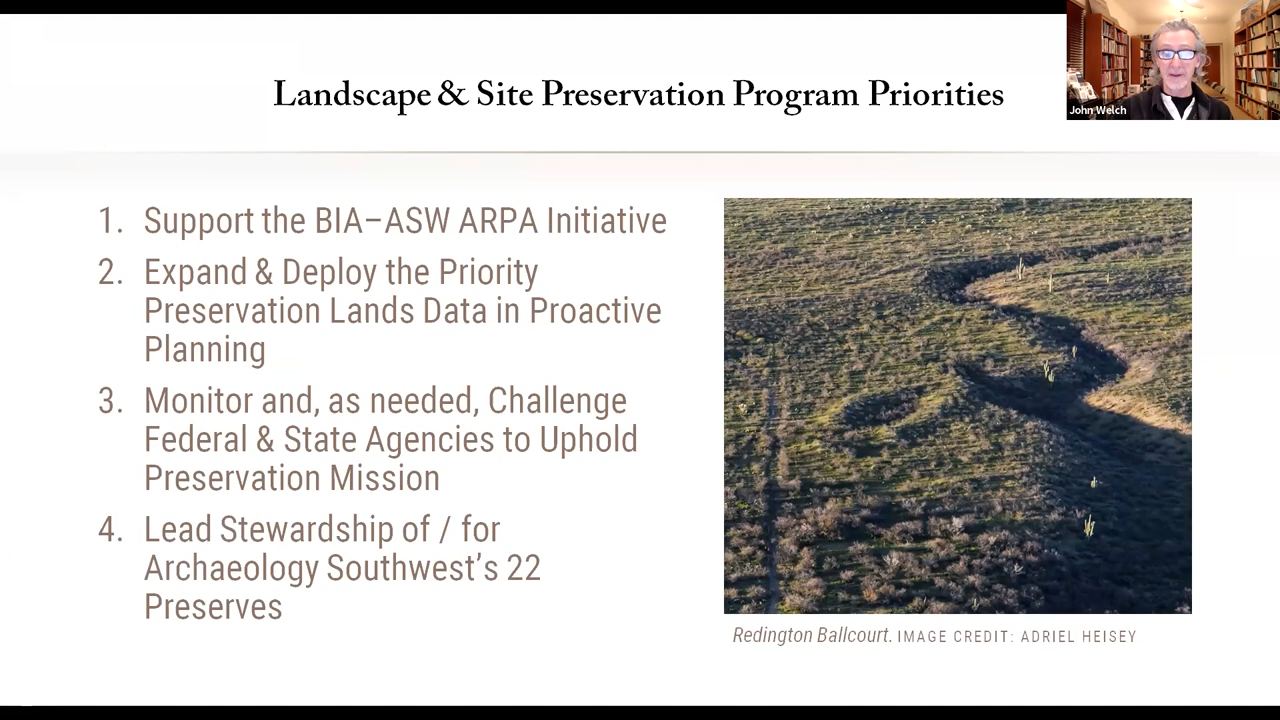 Landscape & Site Preservation Program Priorities
John Welch
1. Support the BIA–ASW ARPA Initiative
2. Expand & Deploy the Priority
Preservation Lands Data in Proactive
Planning
3. Monitor and, as needed, Challenge
Federal & State Agencies to Uphold
Preservation Mission
4. Lead Stewardship of / for
Archaeology Southwest’s 22
Preserves
Redington Ballcourt. IMAGE CREDIT: ADRIEL HEISEY